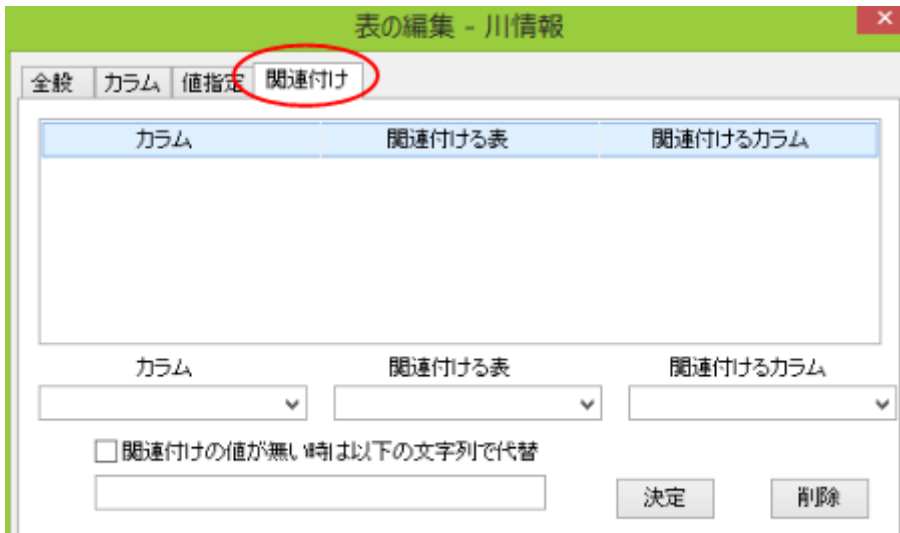 表の編集 - 川情報
全般 カラム 値指定 関連付け
カラム 関連付ける表 関連付けるカラム
カラム 関連付ける表 関連付けるカラム
関連付けの値が無い時は以下の文字列で代替
決定 削除